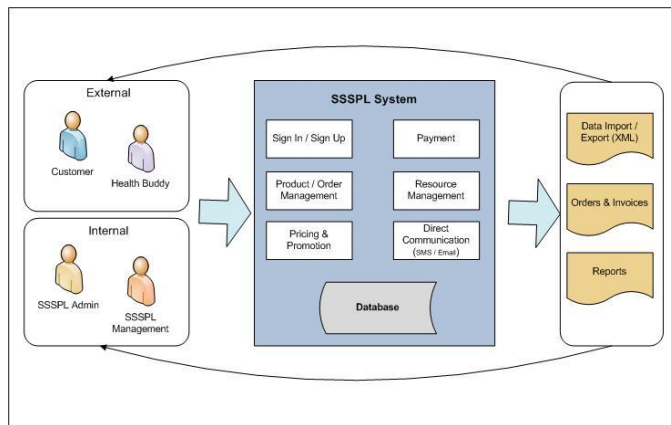 External
Customer
Health Buddy
Internal
SSSPL Admin
SSSPL
Management
SSSPL System
Sign In / Sign Up
Payment
Product / Order
Management
Resource
Management
Pricing &
Promotion
Direct
Communication
(SMS / Email)
Database
Data Import /
Export (XML)
Orders & Invoices
Reports